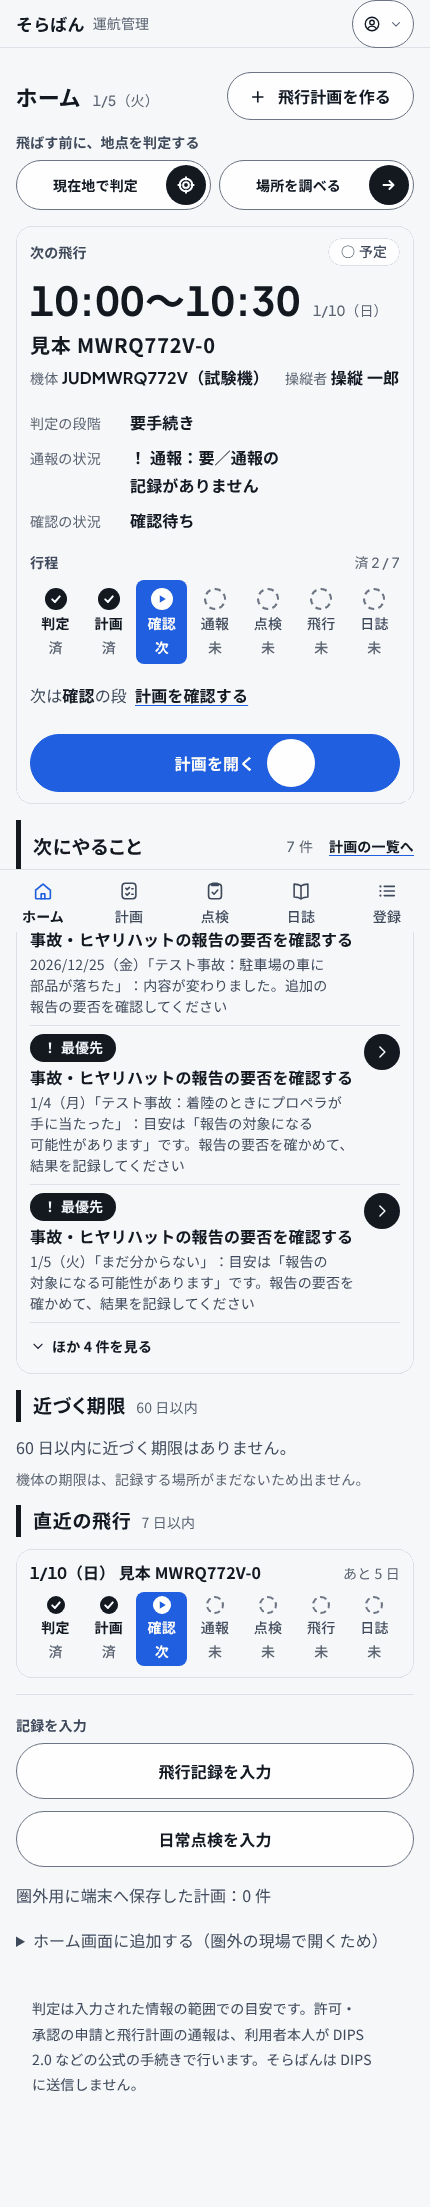 そらばん 運航管理
ホーム 1/5（火）
＋ 飛行計画を作る
飛ばす前に、地点を判定する
現在地で判定
場所を調べる
次の飛行
予定
10:00〜10:30 1/10（日）
見本 MWRQ772V-0
機体 JUDMWRQ772V（試験機） 操縦者 操縦 一郎
判定の段階 要手続き
通報の状況 ！ 通報：要／通報の
記録がありません
確認の状況 確認待ち
行程 済 2 / 7
判定 計画 確認 通報 点検 飛行 日誌
済 済 次 未 未 未 未
次は確認の段 計画を確認する
計画を開く
次にやること 7 件 計画の一覧へ
ホーム 計画 点検 日誌 登録
事故・ヒヤリハットの報告の要否を確認する
2026/12/25（金）「テスト事故：駐車場の車に
部品が落ちた」：内容が変わりました。追加の
報告の要否を確認してください
！ 最優先
事故・ヒヤリハットの報告の要否を確認する
1/4（月）「テスト事故：着陸のときにプロペラが
手に当たった」：目安は「報告の対象になる
可能性があります」です。報告の要否を確かめて、
結果を記録してください
！ 最優先
事故・ヒヤリハットの報告の要否を確認する
1/5（火）「まだ分からない」：目安は「報告の
対象になる可能性があります」です。報告の要否を
確かめて、結果を記録してください
ほか 4 件を見る
近づく期限 60 日以内
60 日以内に近づく期限はありません。
機体の期限は、記録する場所がまだないため出ません。
直近の飛行 7 日以内
1/10（日） 見本 MWRQ772V-0 あと 5 日
判定 計画 確認 通報 点検 飛行 日誌
済 済 次 未 未 未 未
記録を入力
飛行記録を入力
日常点検を入力
圏外用に端末へ保存した計画：0 件
▶ ホーム画面に追加する（圏外の現場で開くため）
判定は入力された情報の範囲での目安です。許可・
承認の申請と飛行計画の通報は、利用者本人が DIPS
2.0 などの公式の手続きで行います。そらばんは DIPS
に送信しません。